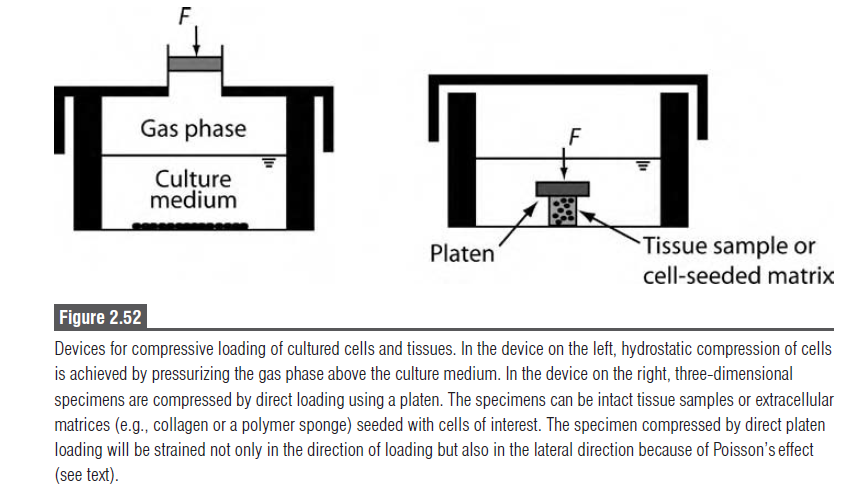 F
Gas phase
Culture
medium
F
Platen
Tissue sample or
cell-seeded matrix
Figure 2.52
Devices for compressive loading of cultured cells and tissues. In the device on the left, hydrostatic compression of cells
is achieved by pressurizing the gas phase above the culture medium. In the device on the right, three-dimensional
specimens are compressed by direct loading using a platen. The specimens can be intact tissue samples or extracellular
matrices (e.g., collagen or a polymer sponge) seeded with cells of interest. The specimen compressed by direct platen
loading will be strained not only in the direction of loading but also in the lateral direction because of Poisson's effect
(see text).